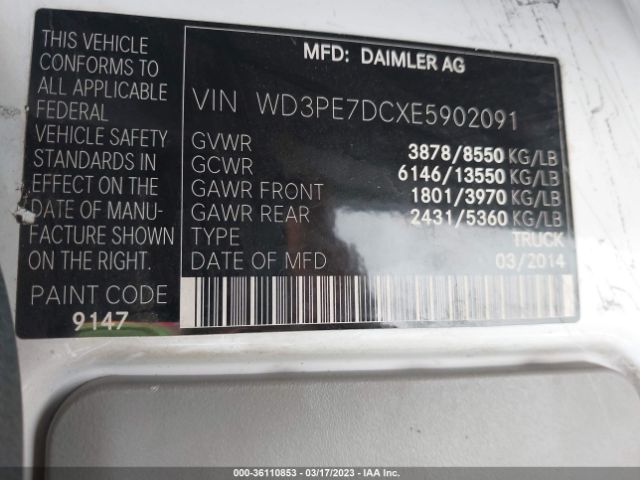 THIS VEHICLE
CONFORMS TO
ALL APPLICABLE
FEDERAL
VEHICLE SAFETY
STANDARDS IN
EFFECT ON THE
DATE OF MANU-
FACTURE SHOWN
ON THE RIGHT.
PAINT CODE
9147
MFD: DAIMLER AG
VIN WD3PE7DCXE5902091
GVWR 3878/8550 KG/LB
GCWR 6146/13550 KG/LB
GAWR FRONT 1801/3970 KG/LB
GAWR REAR 2431/5360 KG/LB
TYPE TRUCK
DATE OF MFD 03/2014
000-36110853 — 03/17/2023 — IAA Inc.